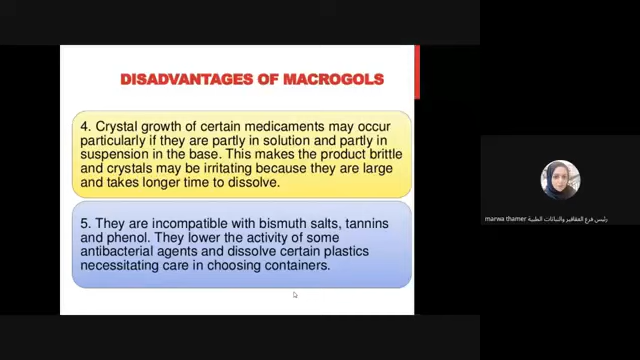 DISADVANTAGES OF MACROGOLS
4. Crystal growth of certain medicaments may occur
particularly if they are partly in solution and partly in
suspension in the base. This makes the product brittle
and crystals may be irritating because they are large
and takes longer time to dissolve.
5. They are incompatible with bismuth salts, tannins
and phenol. They lower the activity of some
antibacterial agents and dissolve certain plastics
necessitating care in choosing containers.
marwa thamer رئيس فرع العقاقير والنباتات الطبية